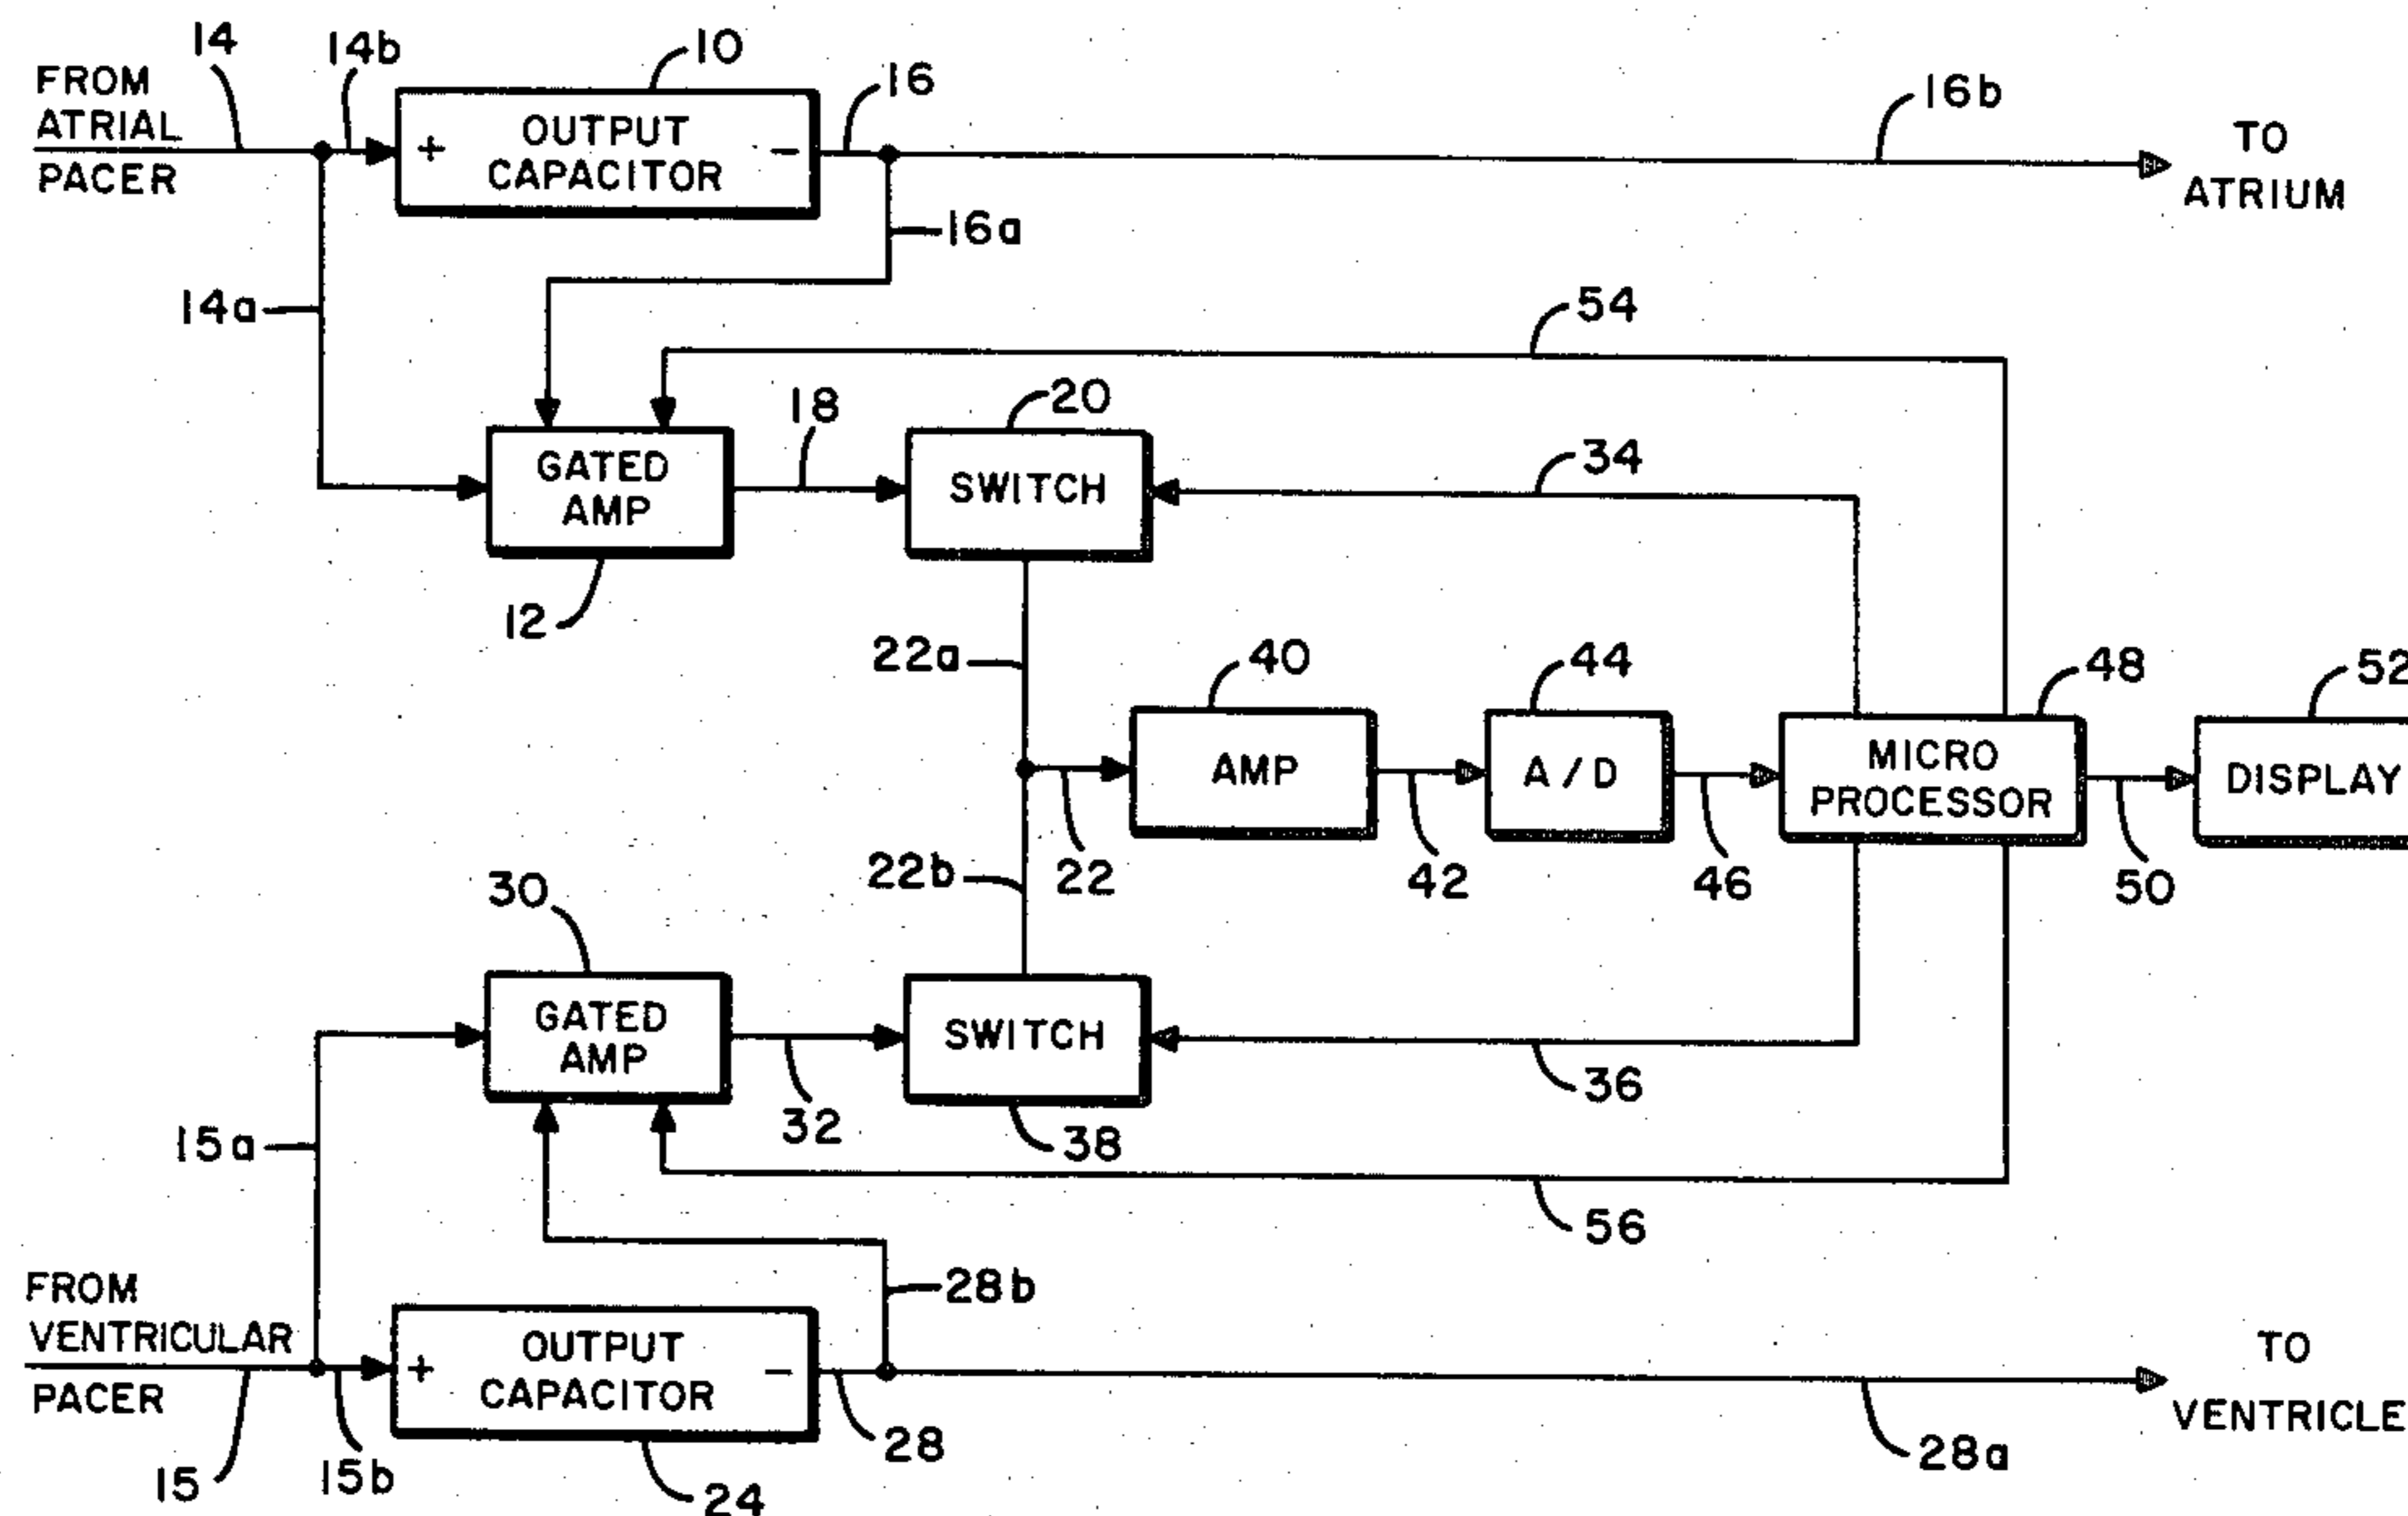 14
14b
10
16
16b
FROM
ATRIAL
PACER
+
OUTPUT
CAPACITOR
−
TO
ATRIUM
16a
14a
54
18
20
34
GATED
AMP
SWITCH
12
22a
40
44
48
52
AMP
A/D
MICRO
PROCESSOR
DISPLAY
22b
22
42
46
50
30
GATED
AMP
SWITCH
32
38
36
15a
56
28b
FROM
VENTRICULAR
PACER
+
OUTPUT
CAPACITOR
−
TO
VENTRICLE
15
15b
24
28
28a